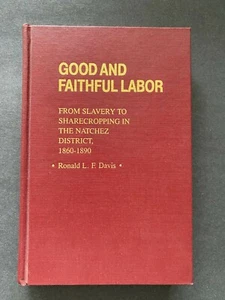 GOOD AND
FAITHFUL LABOR
FROM SLAVERY TO
SHARECROPPING IN
THE NATCHEZ
DISTRICT,
1860-1890
• Ronald L. F. Davis •